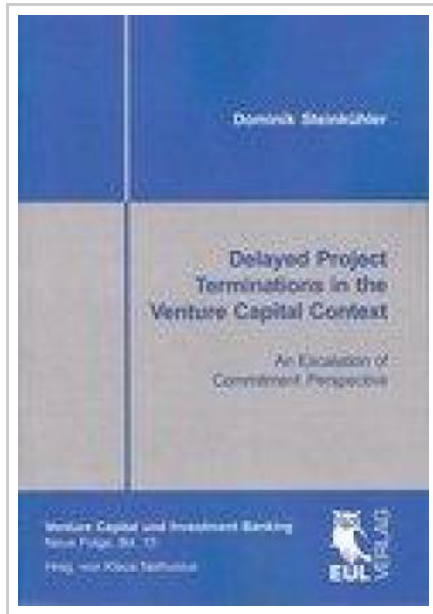 Dominik Steinkühler
Delayed Project
Terminations in the
Venture Capital Context
An Escalation of
Commitment Perspective
Venture Capital und Investment Banking
Neue Folge, Bd.
Hrsg. von Klaus Nathusius
EUL
VERLAG